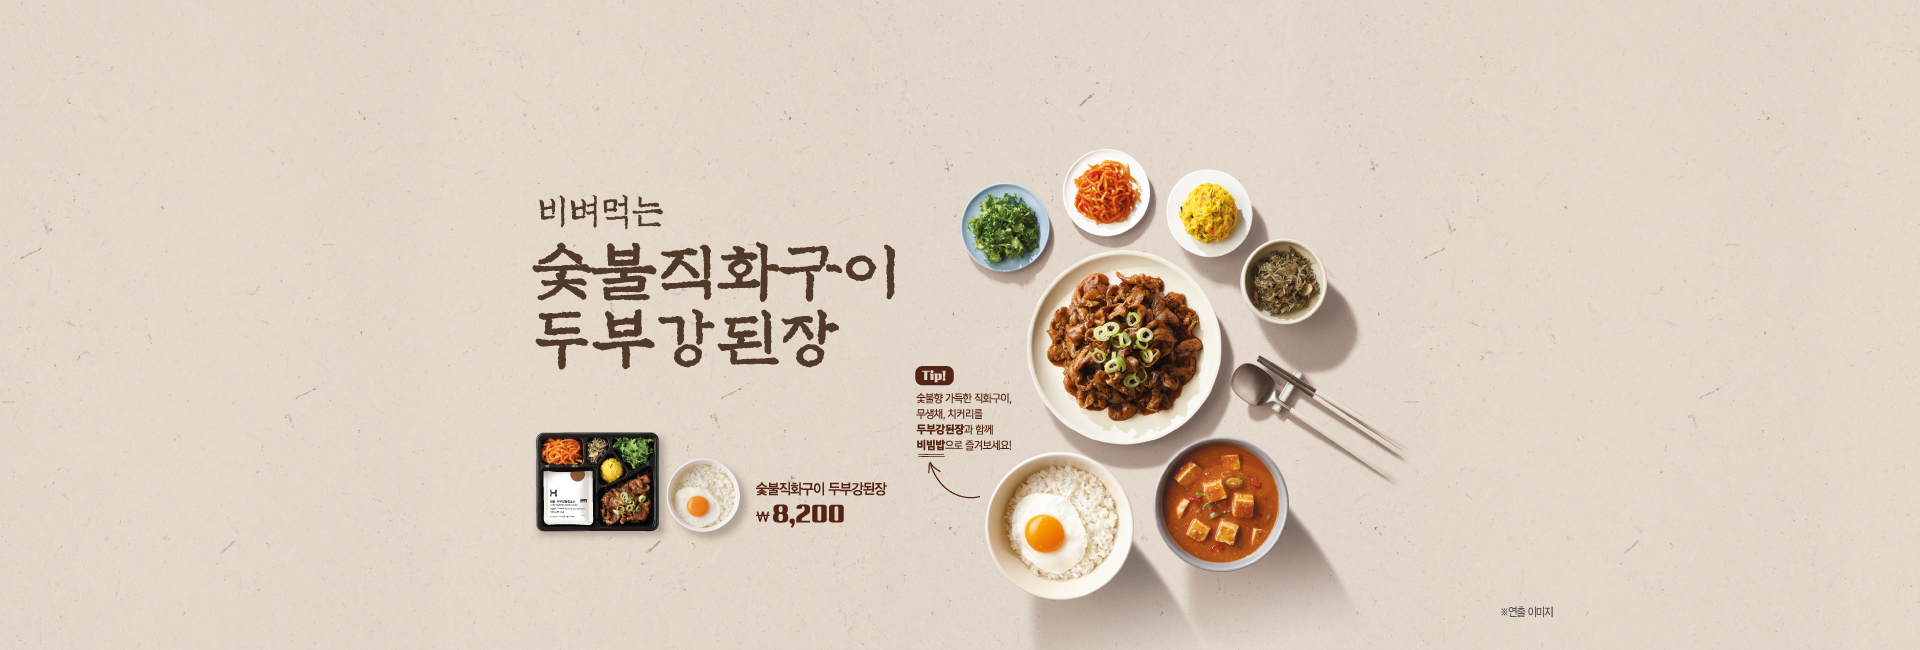 비벼먹는
숯불직화구이
두부강된장
Tip!
숯불향 가득한 직화구이,
무생채, 치커리를
두부강된장과 함께
비빔밥으로 즐겨보세요!
숯불직화구이 두부강된장
₩8,200
※연출 이미지